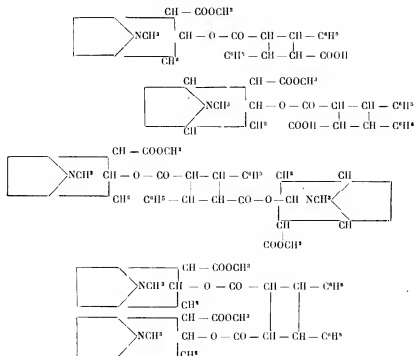 CH — COOCH³
NCH³ CH — O — CO — CH — CH — C⁶H⁵
CH² C⁶H⁵ — CH — CH — COOH
CH CH — COOCH³
NCH³ CH — O — CO — CH — CH — C⁶H⁵
CH CH² COOH — CH — CH — C⁶H⁵
CH — COOCH³ CH² CH
NCH³ CH — O — CO — CH — CH — C⁶H⁵ NCH³
CH² C⁶H⁵ — CH — CH — CO — O — CH
CH CH
COOCH³
CH — COOCH³
NCH³ CH — O — CO — CH — CH — C⁶H⁵
CH²
CH — COOCH³
NCH³ CH — O — CO — CH — CH — C⁶H⁵
CH²